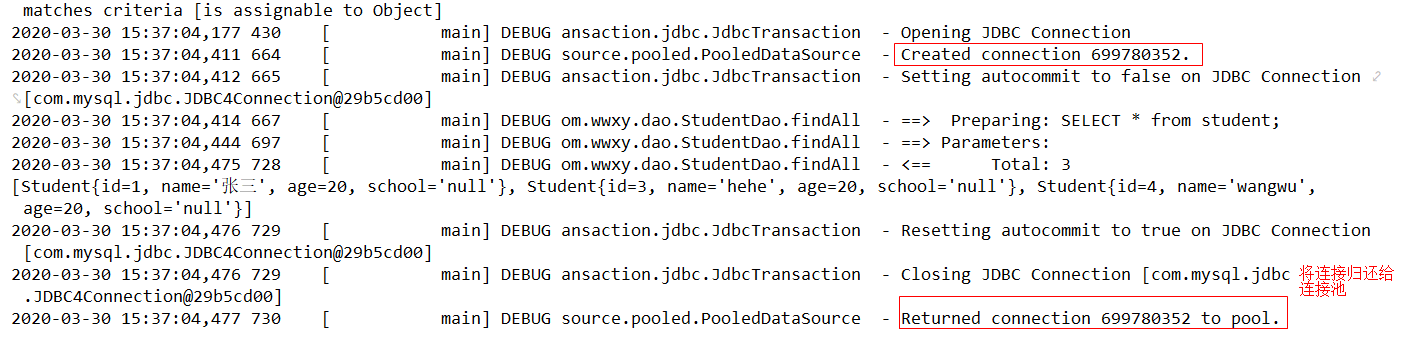 matches criteria [is assignable to Object]
2020-03-30 15:37:04,177 430    [           main] DEBUG ansaction.jdbc.JdbcTransaction  - Opening JDBC Connection
2020-03-30 15:37:04,411 664    [           main] DEBUG source.pooled.PooledDataSource  - Created connection 699780352.
2020-03-30 15:37:04,412 665    [           main] DEBUG ansaction.jdbc.JdbcTransaction  - Setting autocommit to false on JDBC Connection
[com.mysql.jdbc.JDBC4Connection@29b5cd00]
2020-03-30 15:37:04,414 667    [           main] DEBUG om.wwxy.dao.StudentDao.findAll  - ==>  Preparing: SELECT * from student;
2020-03-30 15:37:04,444 697    [           main] DEBUG om.wwxy.dao.StudentDao.findAll  - ==> Parameters:
2020-03-30 15:37:04,475 728    [           main] DEBUG om.wwxy.dao.StudentDao.findAll  - <==      Total: 3
[Student{id=1, name='张三', age=20, school='null'}, Student{id=3, name='hehe', age=20, school='null'}, Student{id=4, name='wangwu',
age=20, school='null'}]
2020-03-30 15:37:04,476 729    [           main] DEBUG ansaction.jdbc.JdbcTransaction  - Resetting autocommit to true on JDBC Connection
[com.mysql.jdbc.JDBC4Connection@29b5cd00]
2020-03-30 15:37:04,476 729    [           main] DEBUG ansaction.jdbc.JdbcTransaction  - Closing JDBC Connection [com.mysql.jdbc
.JDBC4Connection@29b5cd00]
将连接归还给
连接池
2020-03-30 15:37:04,477 730    [           main] DEBUG source.pooled.PooledDataSource  - Returned connection 699780352 to pool.